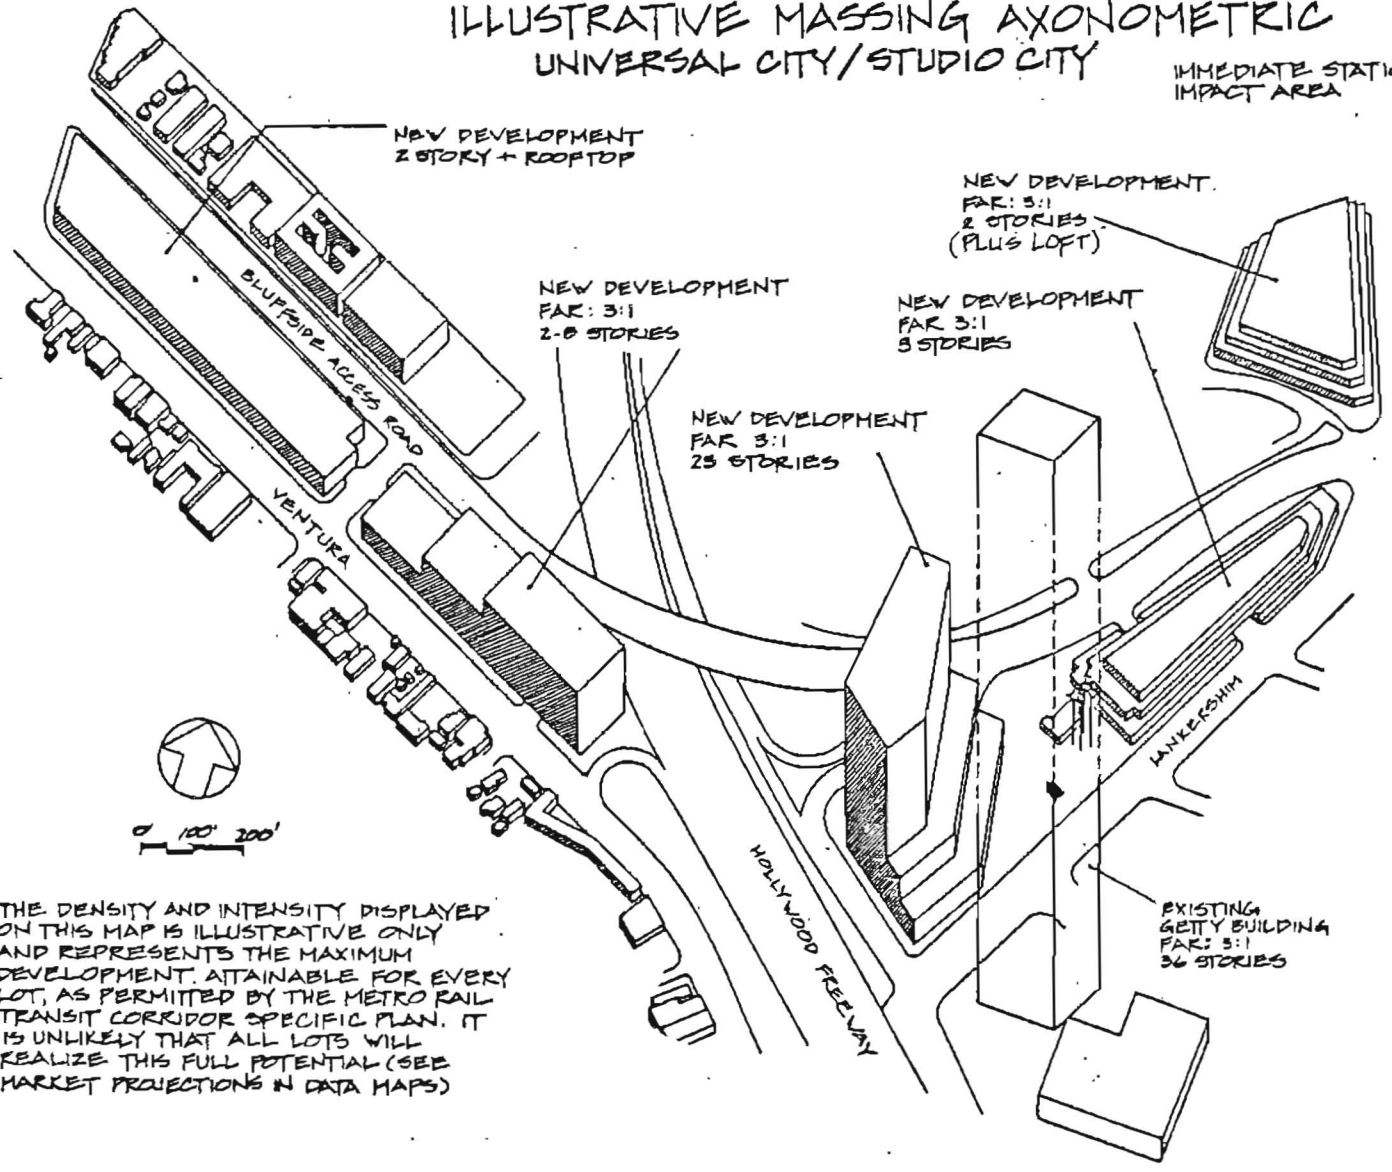 ILLUSTRATIVE MASSING AXONOMETRIC
UNIVERSAL CITY/STUDIO CITY
IMMEDIATE STATI
IMPACT AREA
NEW DEVELOPMENT
2 STORY + ROOFTOP
NEW DEVELOPMENT.
FAR: 3:1
2 STORIES
(PLUS LOFT)
NEW DEVELOPMENT
FAR: 3:1
STORIES
NEW DEVELOPMENT
FAR 3:1
STORIES
NEW DEVELOPMENT
FAR 3:1
STORIES
BLUFFSIDE ACCESS ROAD
VENTURA
LANKERSHIM
HOLLYWOOD FREEWAY
0' 100' 200'
EXISTING
GETTY BUILDING
FAR: 3:1
36 STORIES
THE DENSITY AND INTENSITY DISPLAYED
ON THIS MAP IS ILLUSTRATIVE ONLY
AND REPRESENTS THE MAXIMUM
DEVELOPMENT. ATTAINABLE FOR EVERY
LOT, AS PERMITTED BY THE METRO RAIL
TRANSIT CORRIDOR SPECIFIC PLAN. IT
IS UNLIKELY THAT ALL LOTS WILL
REALIZE THIS FULL POTENTIAL (SEE
MARKET PROJECTIONS IN DATA MAPS)